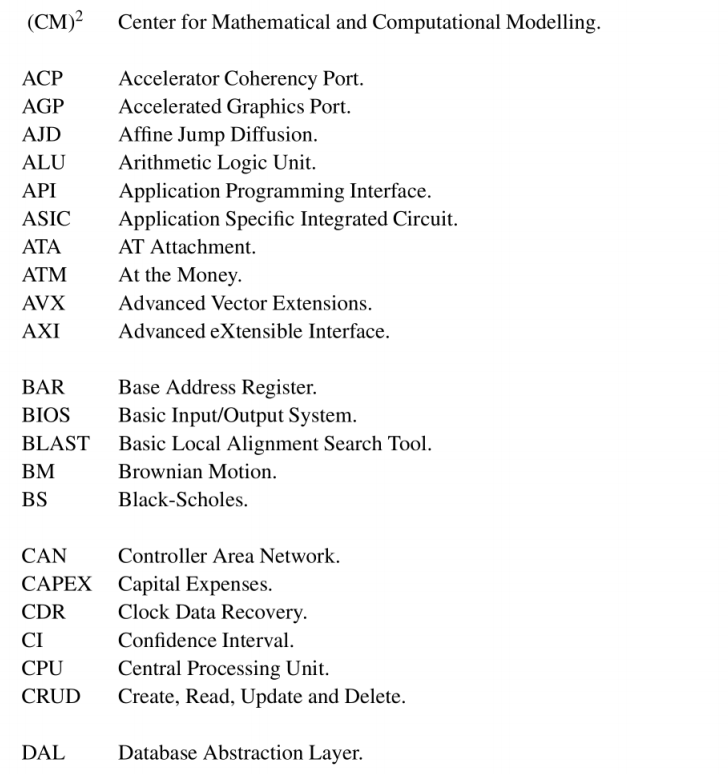 (CM)² Center for Mathematical and Computational Modelling.
ACP Accelerator Coherency Port.
AGP Accelerated Graphics Port.
AJD Affine Jump Diffusion.
ALU Arithmetic Logic Unit.
API Application Programming Interface.
ASIC Application Specific Integrated Circuit.
ATA AT Attachment.
ATM At the Money.
AVX Advanced Vector Extensions.
AXI Advanced eXtensible Interface.
BAR Base Address Register.
BIOS Basic Input/Output System.
BLAST Basic Local Alignment Search Tool.
BM Brownian Motion.
BS Black-Scholes.
CAN Controller Area Network.
CAPEX Capital Expenses.
CDR Clock Data Recovery.
CI Confidence Interval.
CPU Central Processing Unit.
CRUD Create, Read, Update and Delete.
DAL Database Abstraction Layer.